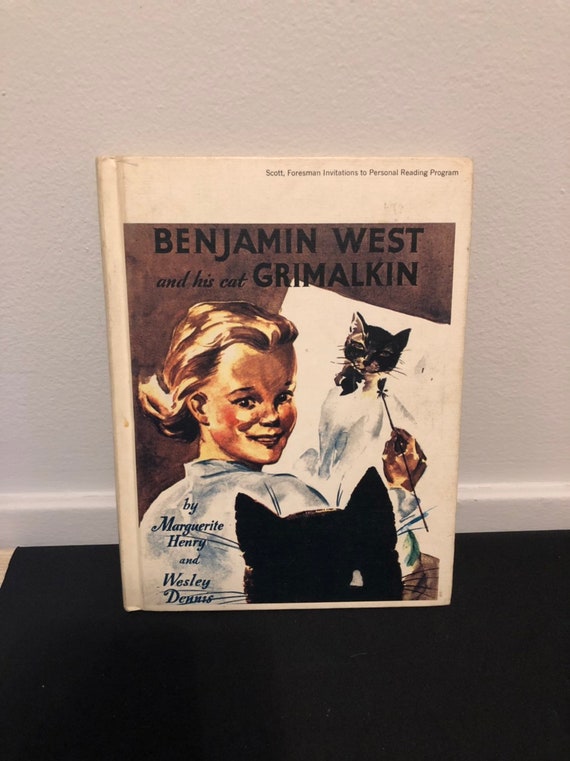 Scott, Foresman Invitations to Personal Reading Program
BENJAMIN WEST
and his cat GRIMALKIN
by
Marguerite
Henry
and
Wesley
Dennis